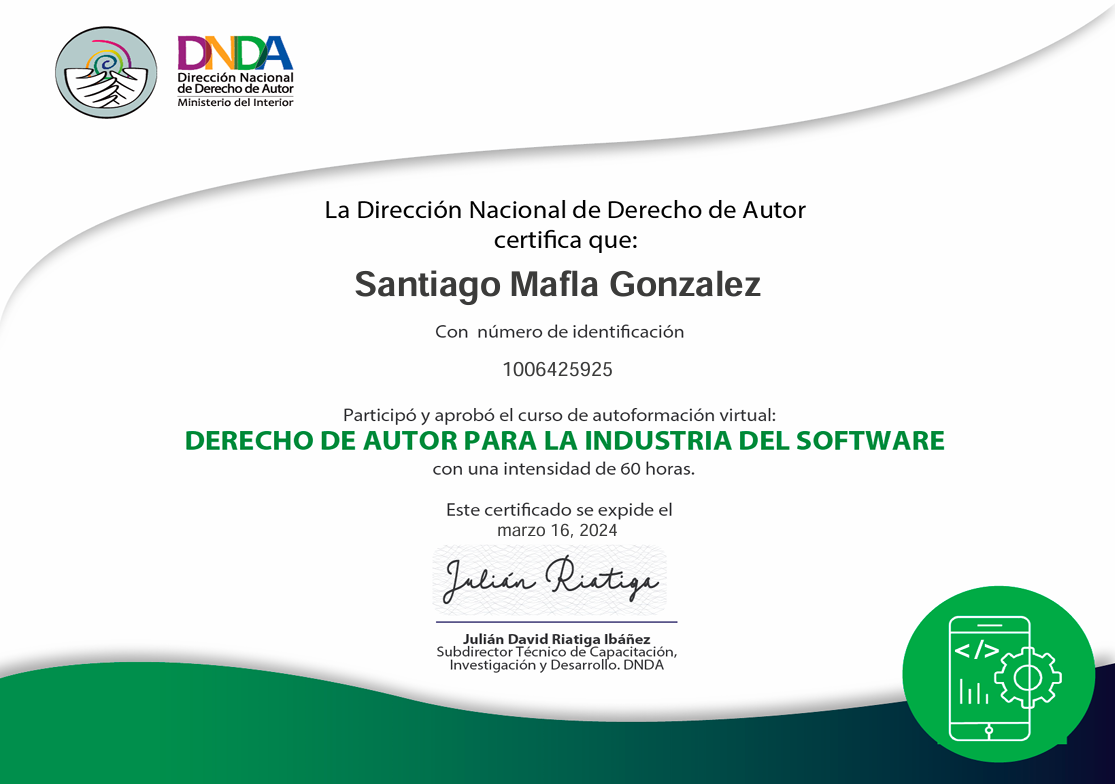 DNDA
Dirección Nacional
de Derecho de Autor
Ministerio del Interior
La Dirección Nacional de Derecho de Autor
certifica que:
Santiago Mafla Gonzalez
Con número de identificación
1006425925
Participó y aprobó el curso de autoformación virtual:
DERECHO DE AUTOR PARA LA INDUSTRIA DEL SOFTWARE
con una intensidad de 60 horas.
Este certificado se expide el
marzo 16, 2024
Julián Riatiga
Julián David Riatiga Ibáñez
Subdirector Técnico de Capacitación,
Investigación y Desarrollo. DNDA
</>